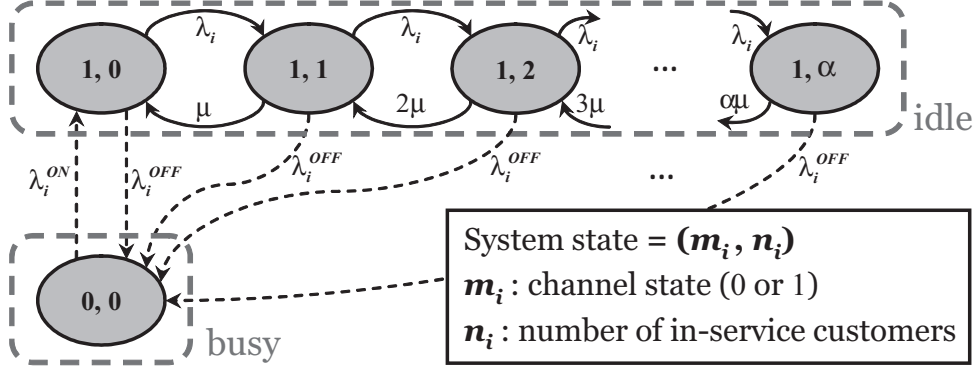 λᵢ λᵢ λᵢ λᵢ
1, 0 1, 1 1, 2 ... 1, α
μ 2μ 3μ αμ
idle
λᵢᴼᴺ λᵢᴼᶠᶠ λᵢᴼᶠᶠ λᵢᴼᶠᶠ ... λᵢᴼᶠᶠ
0, 0
busy
System state = (mᵢ, nᵢ)
mᵢ : channel state (0 or 1)
nᵢ : number of in-service customers